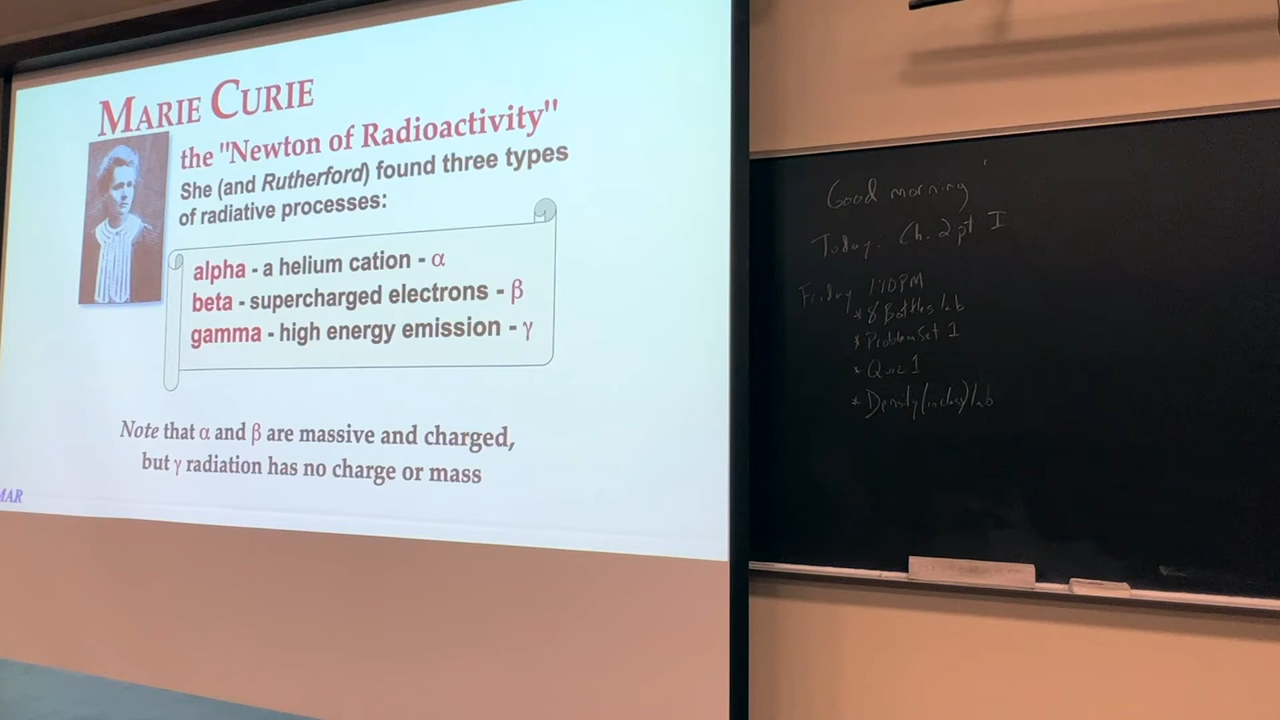 MARIE CURIE
the "Newton of Radioactivity"
She (and Rutherford) found three types
of radiative processes:
alpha - a helium cation - α
beta - supercharged electrons - β
gamma - high energy emission - γ
Note that α and β are massive and charged,
but γ radiation has no charge or mass
MAR
Good morning
Today: Ch. 2 pt I
Friday 1:10 PM
* 8 Bottles lab
* Problem Set 1
* Quiz 1
* Density (in class) lab